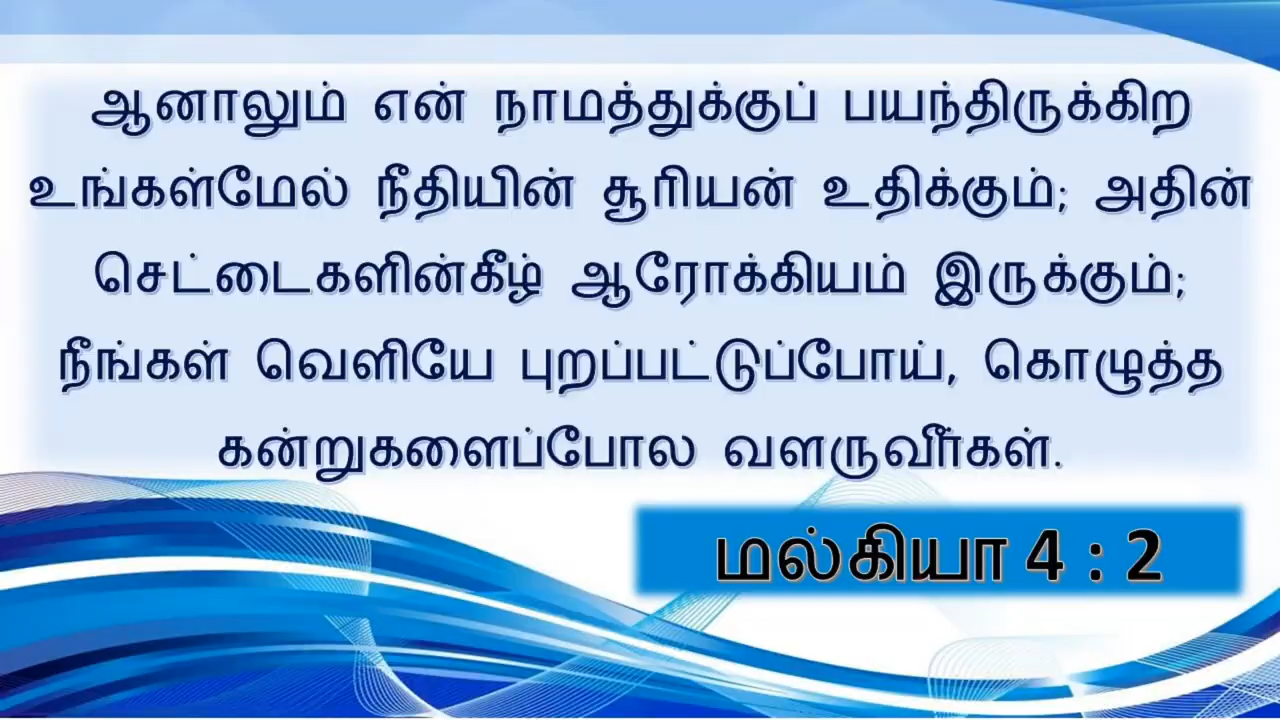 ஆனாலும் என் நாமத்துக்குப் பயந்திருக்கிற
உங்கள்மேல் நீதியின் சூரியன் உதிக்கும்; அதின்
செட்டைகளின்கீழ் ஆரோக்கியம் இருக்கும்;
நீங்கள் வெளியே புறப்பட்டுப்போய், கொழுத்த
கன்றுகளைப்போல வளருவீர்கள்.
மல்கியா 4 : 2